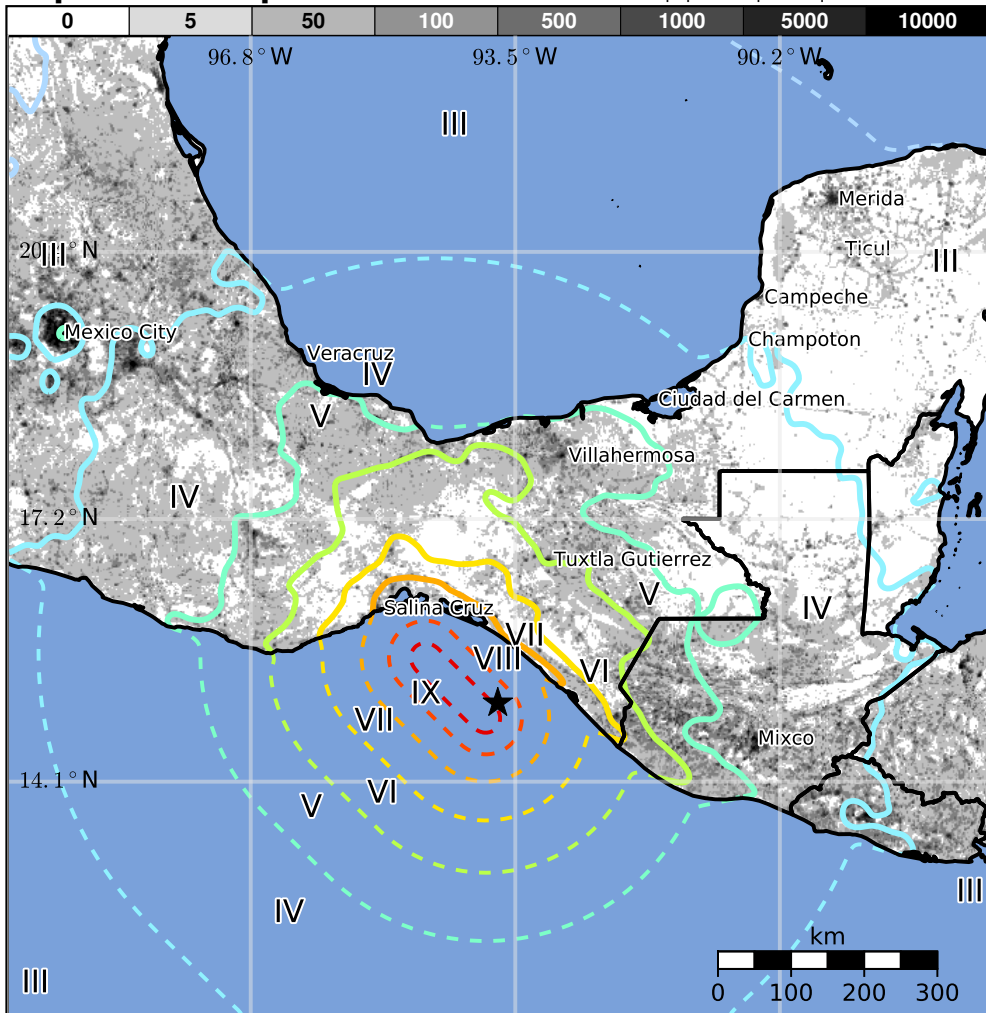 0 5 50 100 500 1000 5000 10000
96.8°W 93.5°W 90.2°W
III
Merida
20 °N
III
Ticul
III
Campeche
Mexico City
Veracruz
Champoton
IV
V
Ciudad del Carmen
Villahermosa
IV
17.2°N
Tuxtla Gutierrez
V
IV
Salina Cruz
VII
VIII
VI
IX
VII
Mixco
14.1°N
VI
V
III
IV
km
III
0 100 200 300